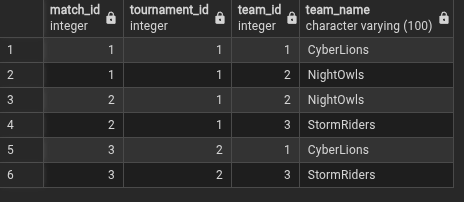 match_id tournament_id team_id team_name
integer integer integer character varying (100)
1 1 1 1 CyberLions
2 1 1 2 NightOwls
3 2 1 2 NightOwls
4 2 1 3 StormRiders
5 3 2 1 CyberLions
6 3 2 3 StormRiders